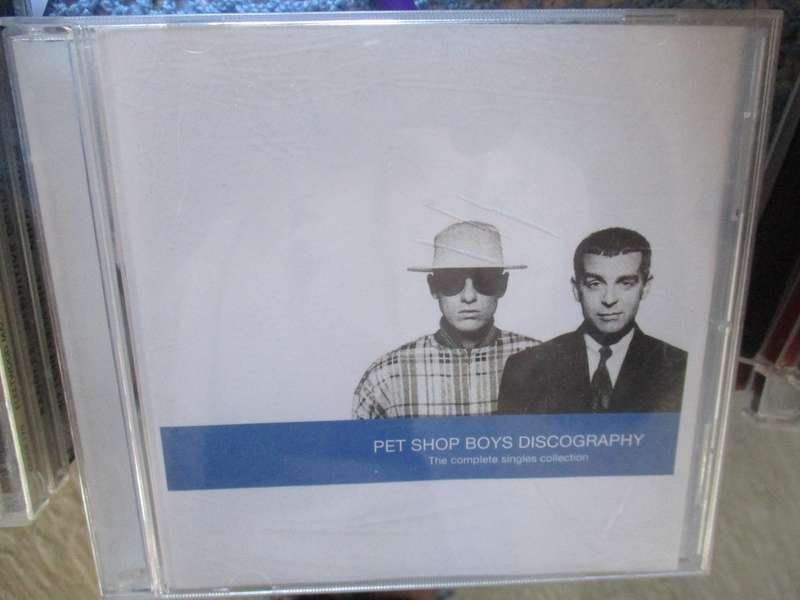 PET SHOP BOYS DISCOGRAPHY
The complete singles collection